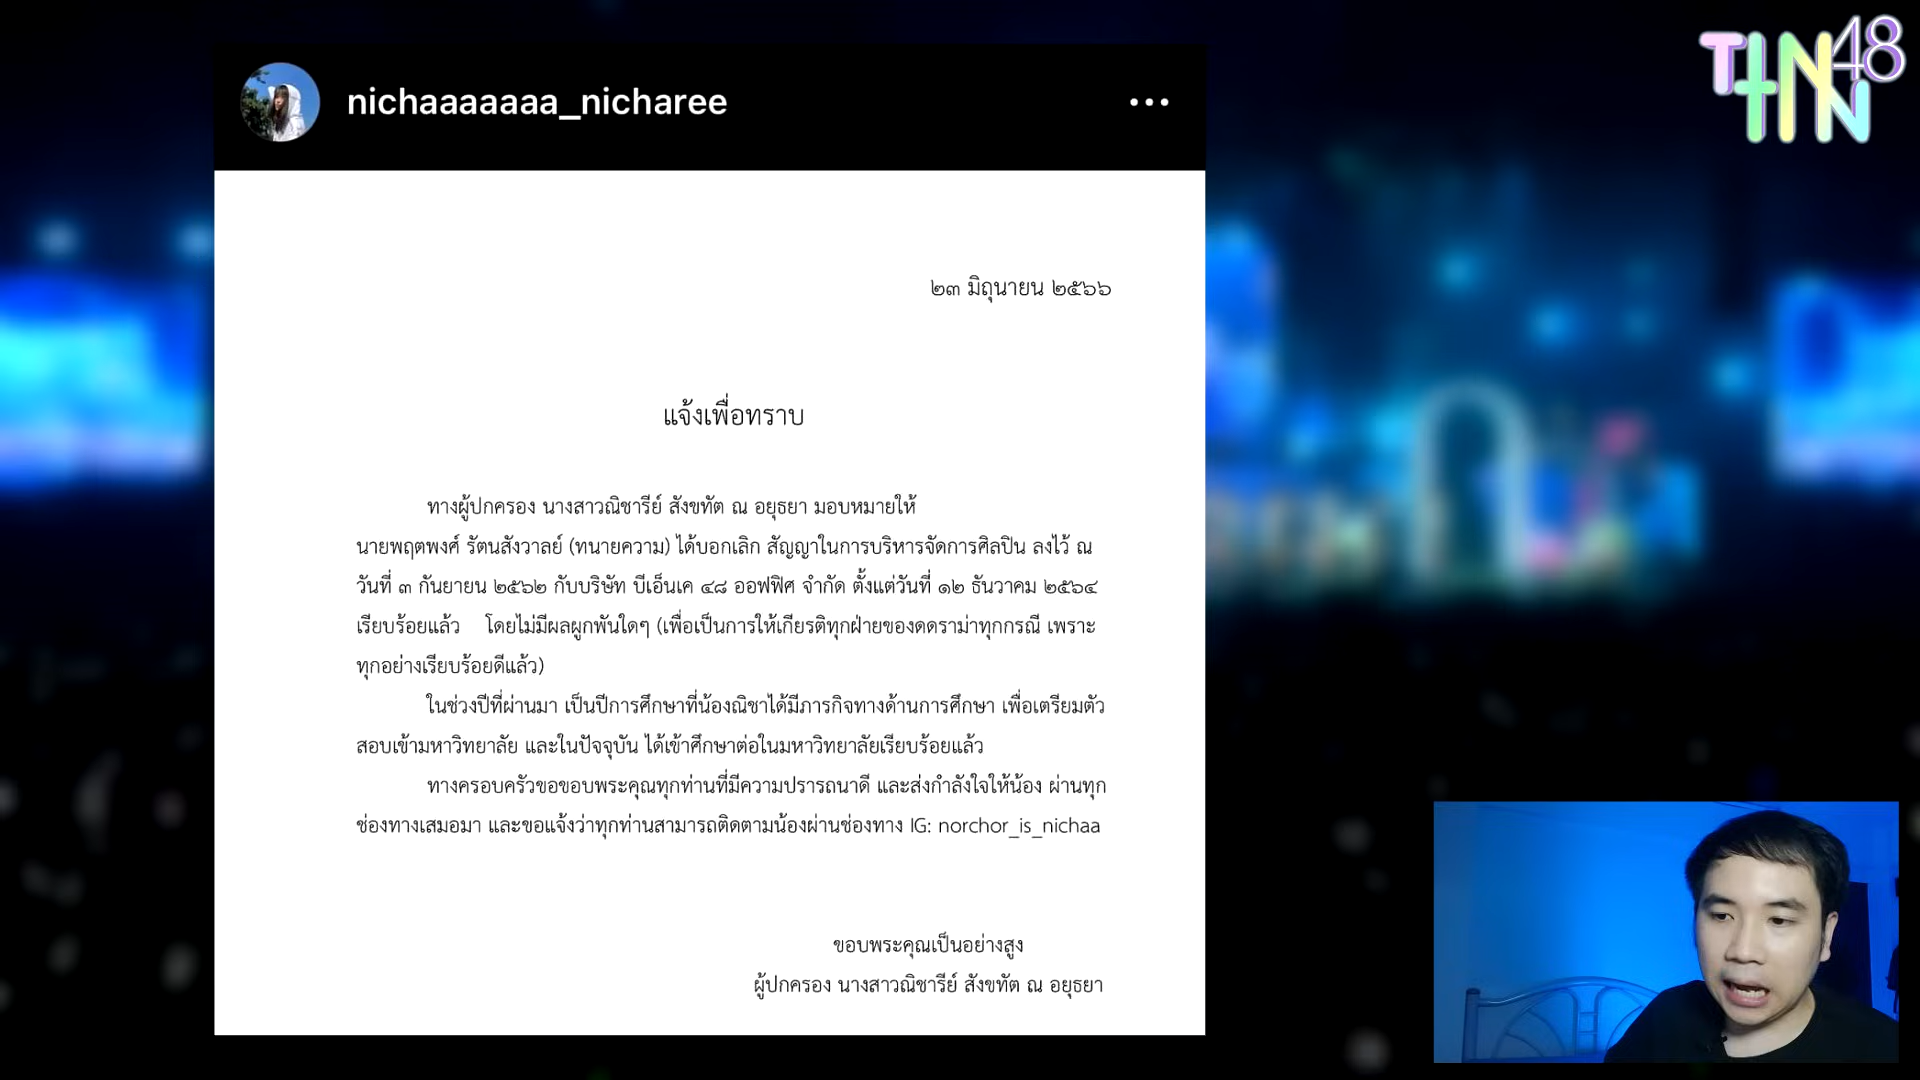 TINN48
nichaaaaaaa_nicharee
๒๓ มิถุนายน ๒๕๖๖
แจ้งเพื่อทราบ
ทางผู้ปกครอง นางสาวณิชารีย์ สังขทัต ณ อยุธยา มอบหมายให้
นายพฤตพงศ์ รัตนสังวาลย์ (ทนายความ) ได้บอกเลิก สัญญาในการบริหารจัดการศิลปิน ลงไว้ ณ
วันที่ ๓ กันยายน ๒๕๖๒ กับบริษัท บีเอ็นเค ๔๘ ออฟฟิศ จำกัด ตั้งแต่วันที่ ๑๒ ธันวาคม ๒๕๖๔
เรียบร้อยแล้ว โดยไม่มีผลผูกพันใดๆ (เพื่อเป็นการให้เกียรติทุกฝ่ายของดดราม่าทุกกรณี เพราะ
ทุกอย่างเรียบร้อยดีแล้ว)
ในช่วงปีที่ผ่านมา เป็นปีการศึกษาที่น้องณิชาได้มีภารกิจทางด้านการศึกษา เพื่อเตรียมตัว
สอบเข้ามหาวิทยาลัย และในปัจจุบัน ได้เข้าศึกษาต่อในมหาวิทยาลัยเรียบร้อยแล้ว
ทางครอบครัวขอขอบพระคุณทุกท่านที่มีความปรารถนาดี และส่งกำลังใจให้น้อง ผ่านทุก
ช่องทางเสมอมา และขอแจ้งว่าทุกท่านสามารถติดตามน้องผ่านช่องทาง IG: norchor_is_nichaa
ขอบพระคุณเป็นอย่างสูง
ผู้ปกครอง นางสาวณิชารีย์ สังขทัต ณ อยุธยา